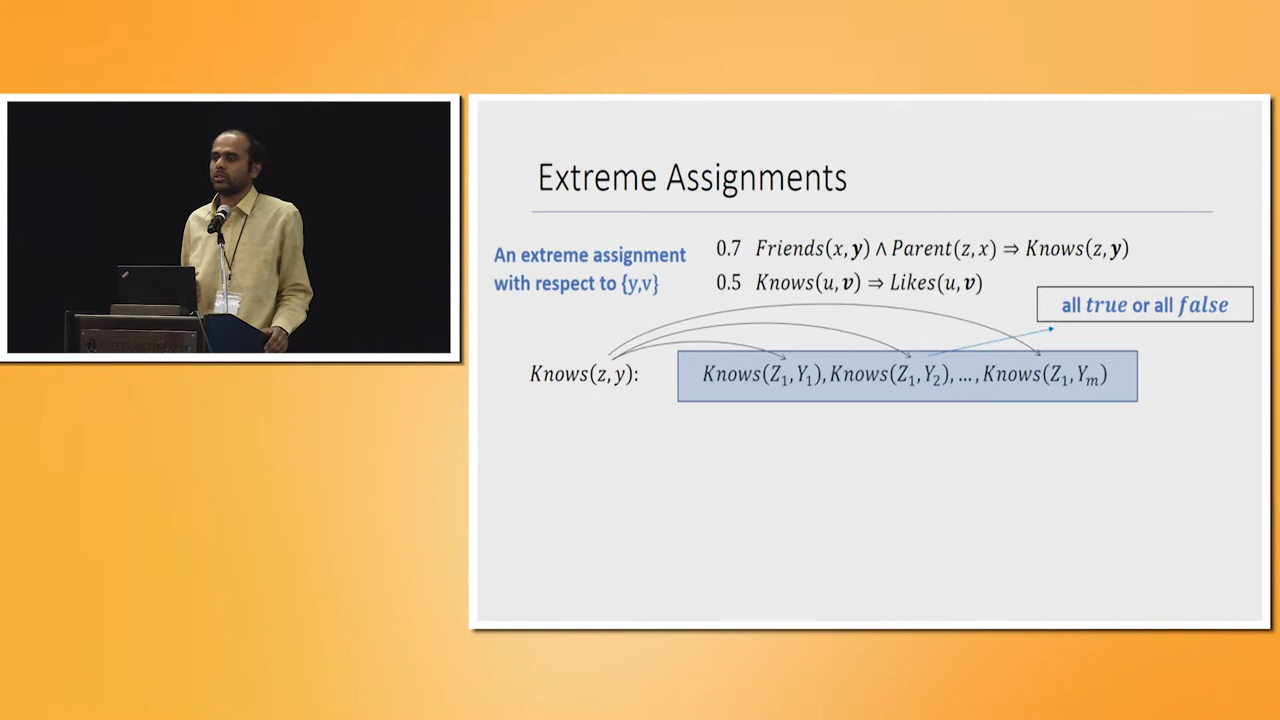 Extreme Assignments
An extreme assignment
with respect to {y,v}
0.7 Friends(x, y) ∧ Parent(z, x) ⇒ Knows(z, y)
0.5 Knows(u, v) ⇒ Likes(u, v)
all true or all false
Knows(z, y):
Knows(Z₁, Y₁), Knows(Z₁, Y₂), … , Knows(Z₁, Yₘ)